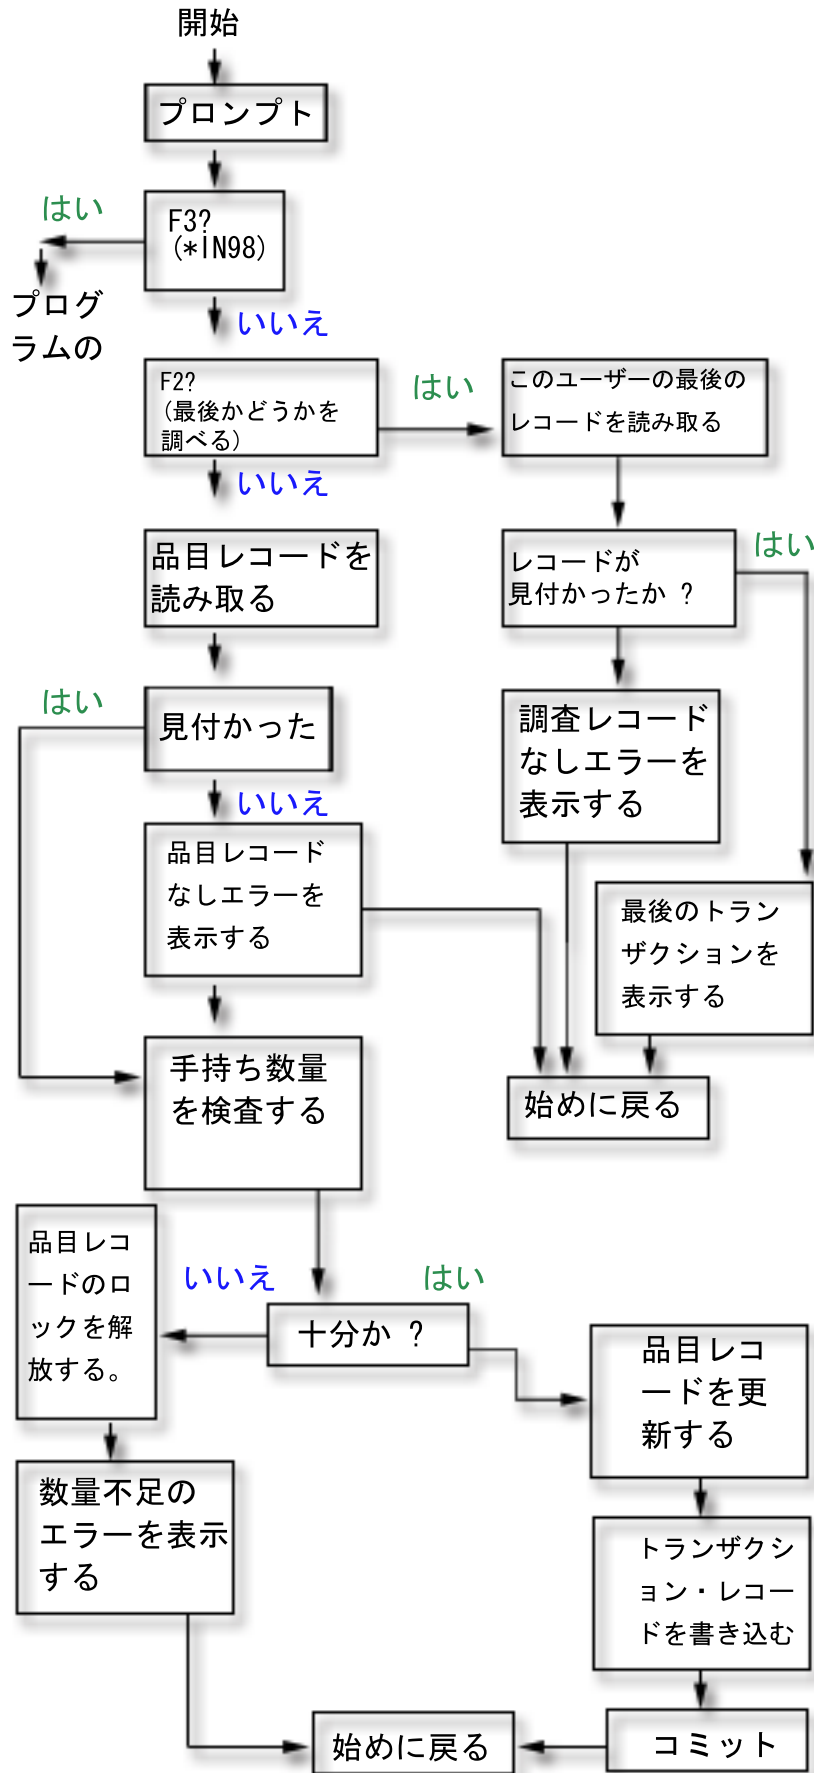 開始
プロンプト
はい
F3?
(*IN98)
プログ
ラムの
いいえ
F2?
(最後かどうかを
調べる)
はい
このユーザーの最後の
レコードを読み取る
いいえ
品目レコードを
読み取る
レコードが
見付かったか ?
はい
はい
見付かった
調査レコード
なしエラーを
表示する
いいえ
品目レコード
なしエラーを
表示する
最後のトラン
ザクションを
表示する
手持ち数量
を検査する
始めに戻る
品目レコ
ードのロ
ックを解
放する。
いいえ
はい
十分か ?
品目レコ
ードを更
新する
数量不足の
エラーを表示
する
トランザクシ
ョン・レコー
ドを書き込む
始めに戻る
コミット